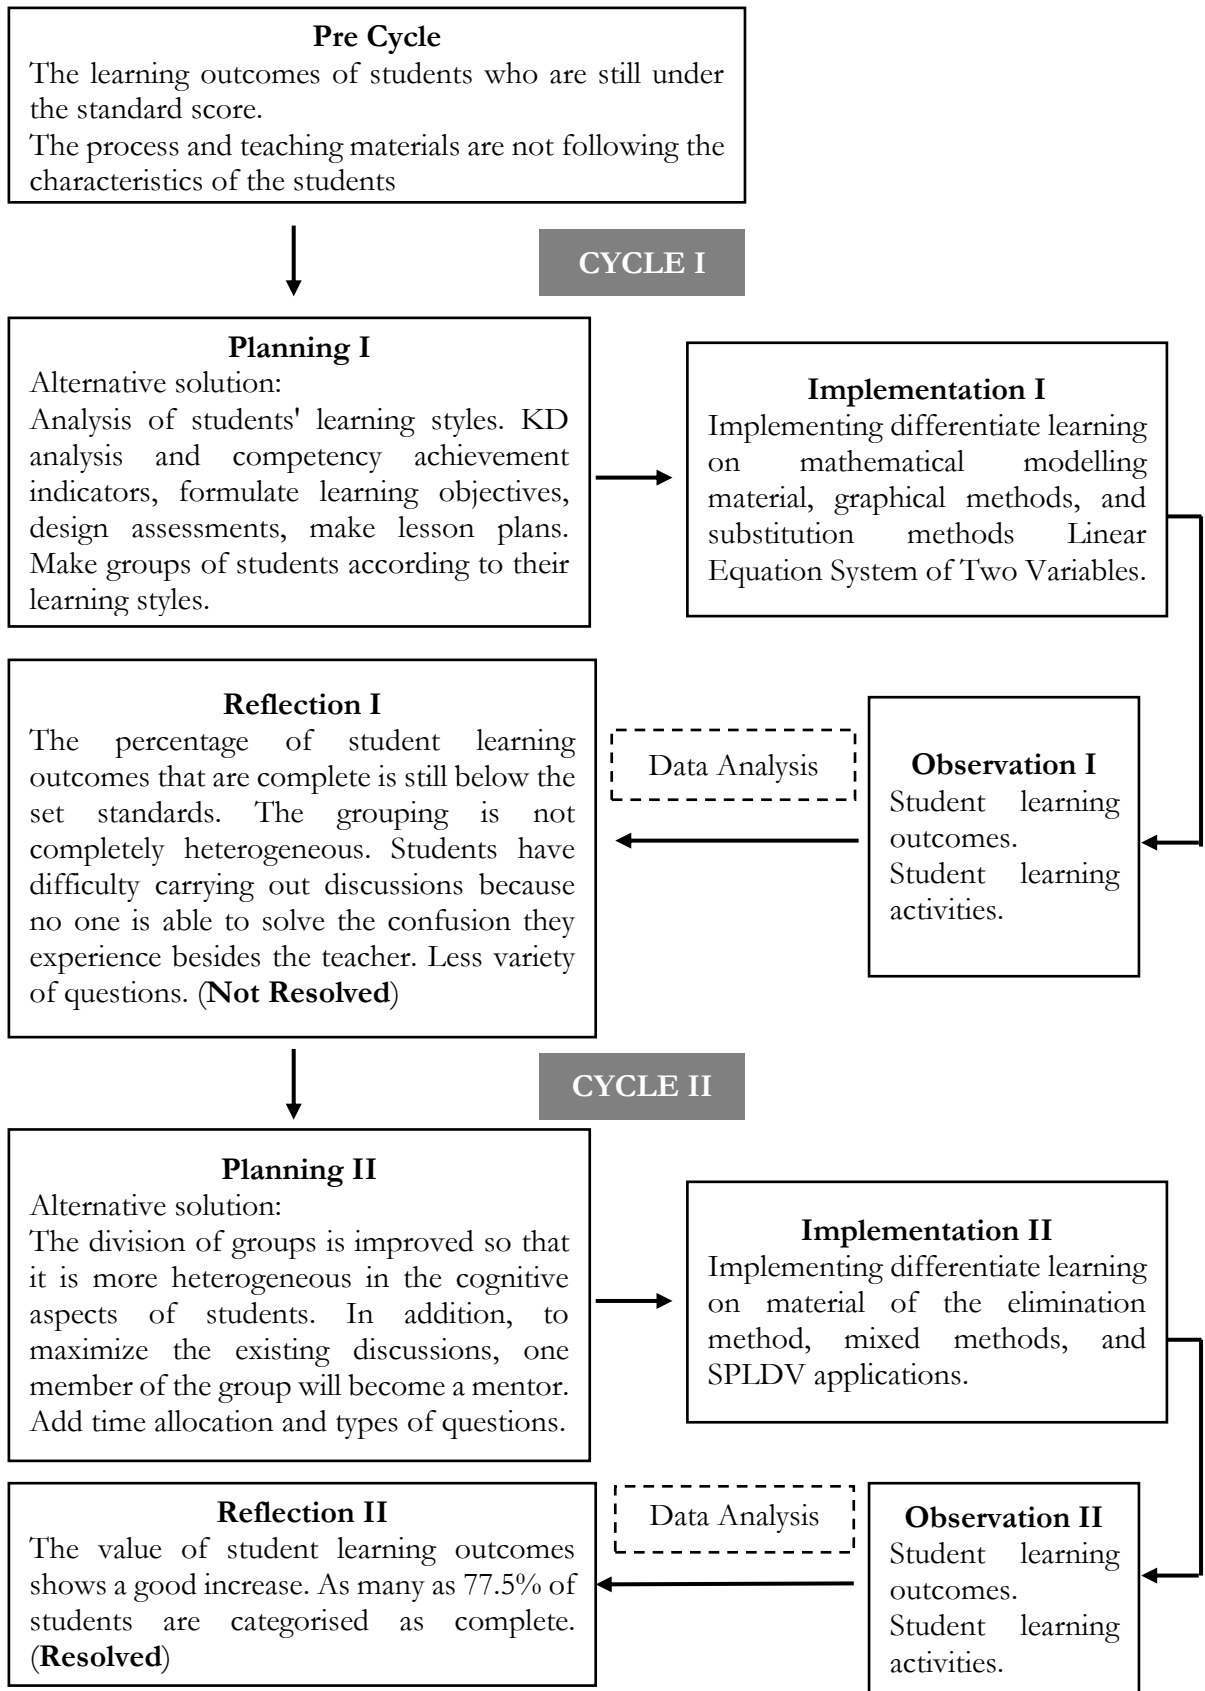 Pre Cycle
The learning outcomes of students who are still under
the standard score.
The process and teaching materials are not following the
characteristics of the students
CYCLE I
Planning I
Alternative solution:
Analysis of students' learning styles. KD
analysis and competency achievement
indicators, formulate learning objectives,
design assessments, make lesson plans.
Make groups of students according to their
learning styles.
Implementation I
Implementing differentiate learning
on mathematical modelling
material, graphical methods, and
substitution methods Linear
Equation System of Two Variables.
Reflection I
The percentage of student learning
outcomes that are complete is still below the
set standards. The grouping is not
completely heterogeneous. Students have
difficulty carrying out discussions because
no one is able to solve the confusion they
experience besides the teacher. Less variety
of questions. (Not Resolved)
Data Analysis
Observation I
Student learning
outcomes.
Student learning
activities.
CYCLE II
Planning II
Alternative solution:
The division of groups is improved so that
it is more heterogeneous in the cognitive
aspects of students. In addition, to
maximize the existing discussions, one
member of the group will become a mentor.
Add time allocation and types of questions.
Implementation II
Implementing differentiate learning
on material of the elimination
method, mixed methods, and
SPLDV applications.
Reflection II
The value of student learning outcomes
shows a good increase. As many as 77.5% of
students are categorised as complete.
(Resolved)
Data Analysis
Observation II
Student learning
outcomes.
Student learning
activities.